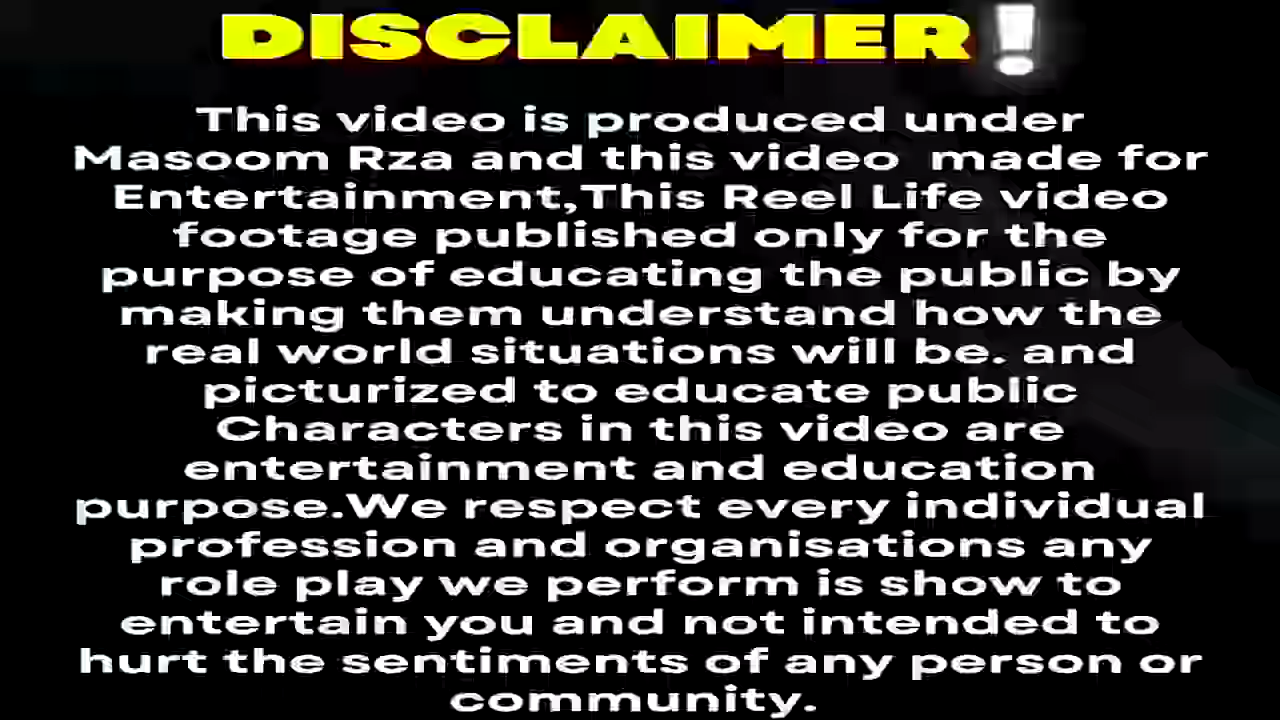 DISCLAIMER!
This video is produced under
Masoom Rza and this video made for
Entertainment,This Reel Life video
footage published only for the
purpose of educating the public by
making them understand how the
real world situations will be. and
picturized to educate public
Characters in this video are
entertainment and education
purpose.We respect every individual
profession and organisations any
role play we perform is show to
entertain you and not intended to
hurt the sentiments of any person or
community.